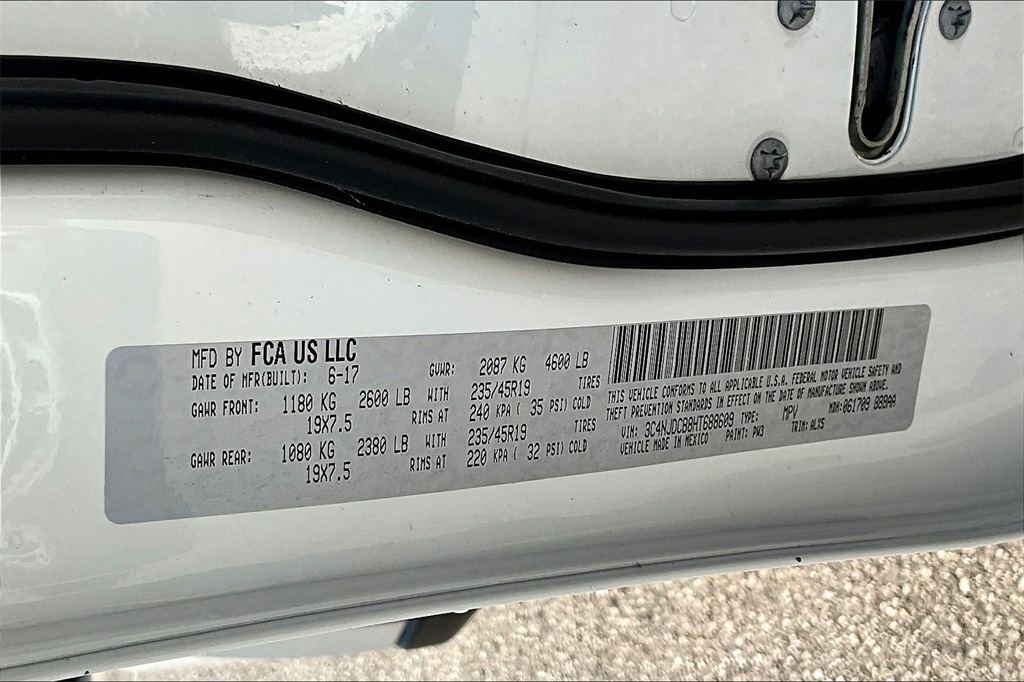 MFD BY FCA US LLC
DATE OF MFR(BUILT): 6-17
GVWR: 2087 KG 4600 LB
GAWR FRONT: 1180 KG 2600 LB WITH 235/45R19 TIRES
19X7.5 RIMS AT 240 KPA ( 35 PSI) COLD
GAWR REAR: 1080 KG 2380 LB WITH 235/45R19 TIRES
19X7.5 RIMS AT 220 KPA ( 32 PSI) COLD
THIS VEHICLE CONFORMS TO ALL APPLICABLE U.S.A. FEDERAL MOTOR VEHICLE SAFETY AND
THEFT PREVENTION STANDARDS IN EFFECT ON THE DATE OF MANUFACTURE SHOWN ABOVE.
VIN: 3C4NJDCB8HT688609 TYPE: MPV MDH:061709 888AA
VEHICLE MADE IN MEXICO PAINT: PW3 TRIM: ALX5